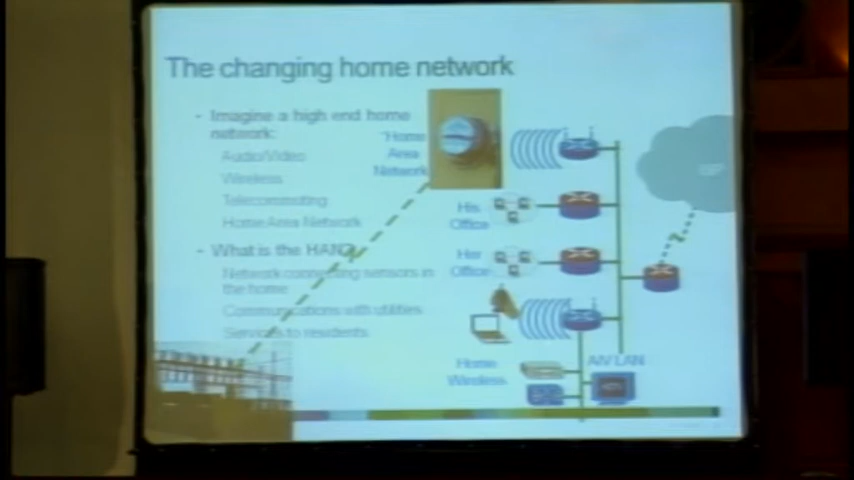 The changing home network
- Imagine a high end home
network:
Audio/Video
Wireless
Telecommuting
Home Area Network
- What is the HAN?
Network connecting sensors in
the home
Communications with utilities
Services to residents
"Home
Area
Network
His
Office
Her
Office
Home
Wireless
A/V LAN
ISP